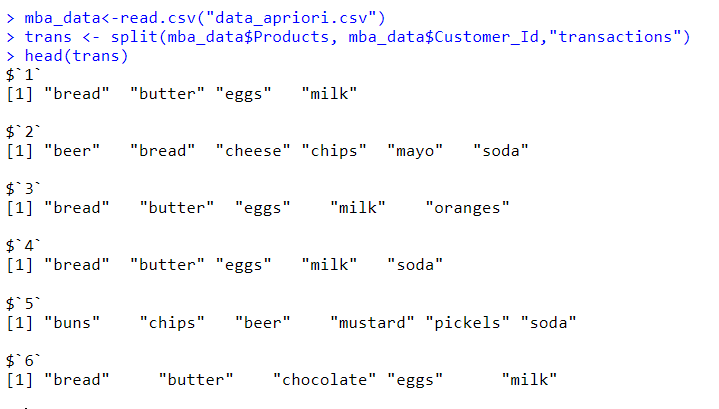 > mba_data<-read.csv("data_apriori.csv")
> trans <- split(mba_data$Products, mba_data$Customer_Id,"transactions")
> head(trans)
$`1`
[1] "bread"  "butter" "eggs"   "milk"
$`2`
[1] "beer"   "bread"  "cheese" "chips"  "mayo"   "soda"
$`3`
[1] "bread"   "butter"  "eggs"    "milk"    "oranges"
$`4`
[1] "bread"  "butter" "eggs"   "milk"   "soda"
$`5`
[1] "buns"    "chips"   "beer"    "mustard" "pickels" "soda"
$`6`
[1] "bread"     "butter"    "chocolate" "eggs"      "milk"